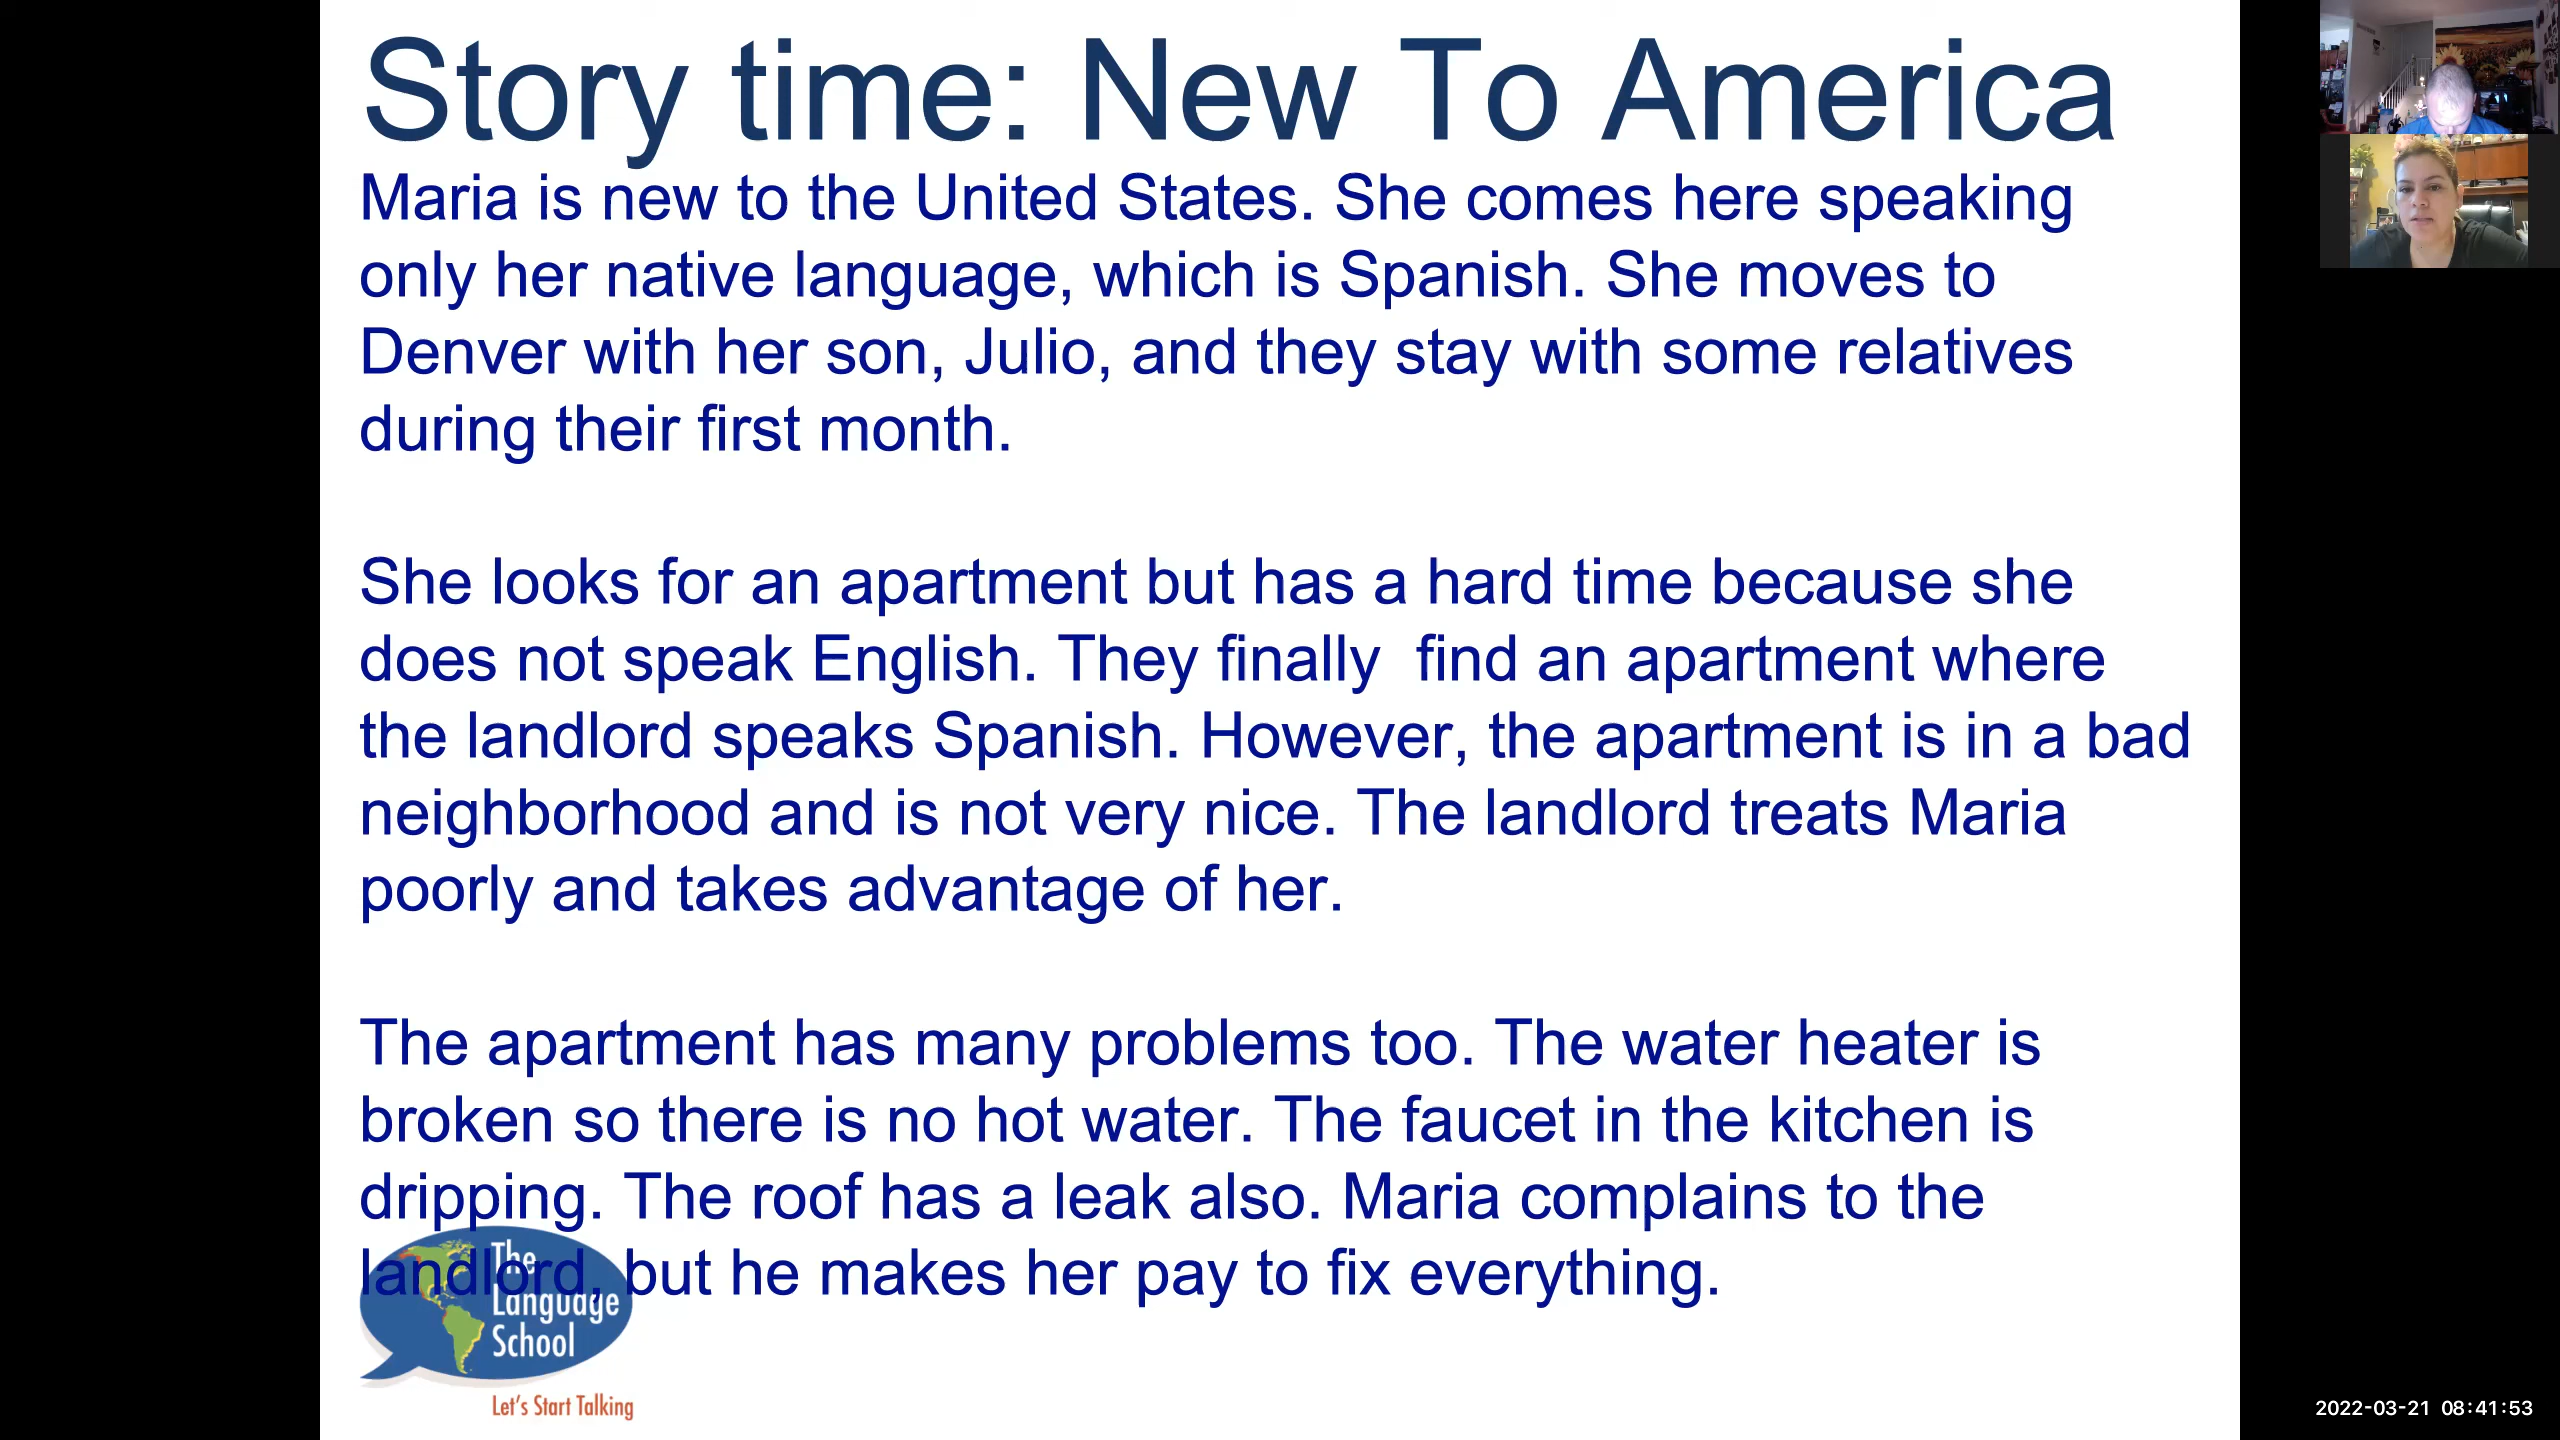 Story time: New To America
Maria is new to the United States. She comes here speaking
only her native language, which is Spanish. She moves to
Denver with her son, Julio, and they stay with some relatives
during their first month.
She looks for an apartment but has a hard time because she
does not speak English. They finally  find an apartment where
the landlord speaks Spanish. However, the apartment is in a bad
neighborhood and is not very nice. The landlord treats Maria
poorly and takes advantage of her.
The apartment has many problems too. The water heater is
broken so there is no hot water. The faucet in the kitchen is
dripping. The roof has a leak also. Maria complains to the
landlord, but he makes her pay to fix everything.
The
Language
School
Let's Start Talking
2022-03-21 08:41:53